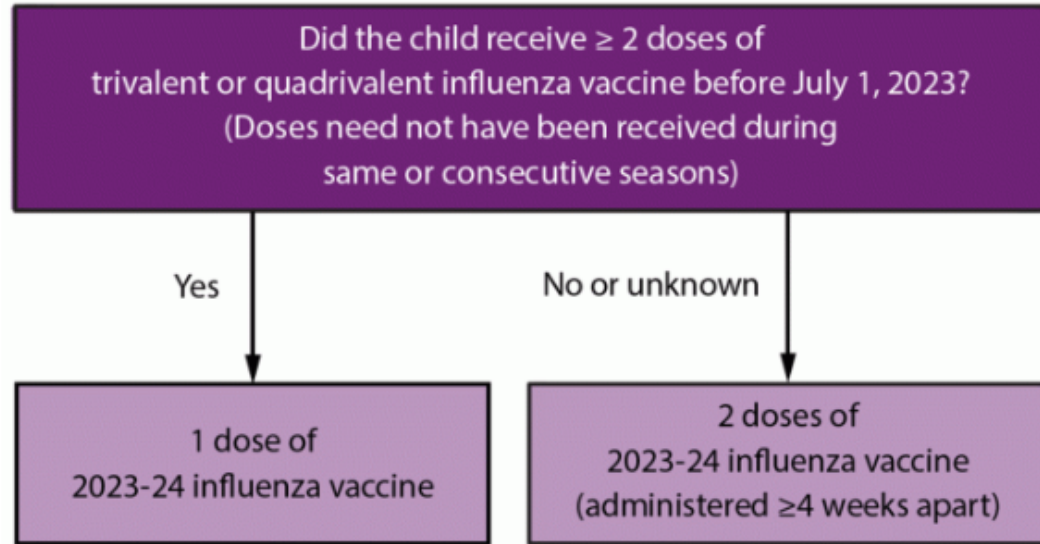 Did the child receive ≥ 2 doses of
trivalent or quadrivalent influenza vaccine before July 1, 2023?
(Doses need not have been received during
same or consecutive seasons)
Yes
No or unknown
1 dose of
2023-24 influenza vaccine
2 doses of
2023-24 influenza vaccine
(administered ≥4 weeks apart)